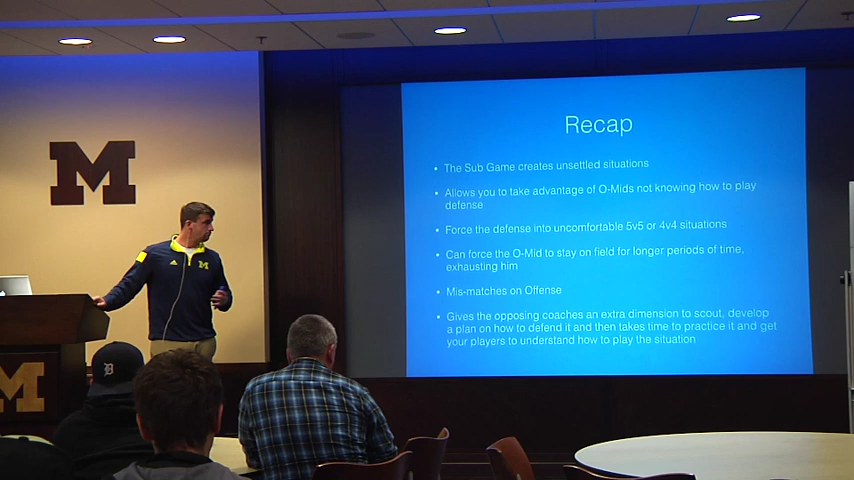 M
Recap
• The Sub Game creates unsettled situations
• Allows you to take advantage of O-Mids not knowing how to play
defense
• Force the defense into uncomfortable 5v5 or 4v4 situations
• Can force the O-Mid to stay on field for longer periods of time,
exhausting him
• Mis-matches on Offense
• Gives the opposing coaches an extra dimension to scout, develop
a plan on how to defend it and then takes time to practice it and get
your players to understand how to play the situation
M
D
M